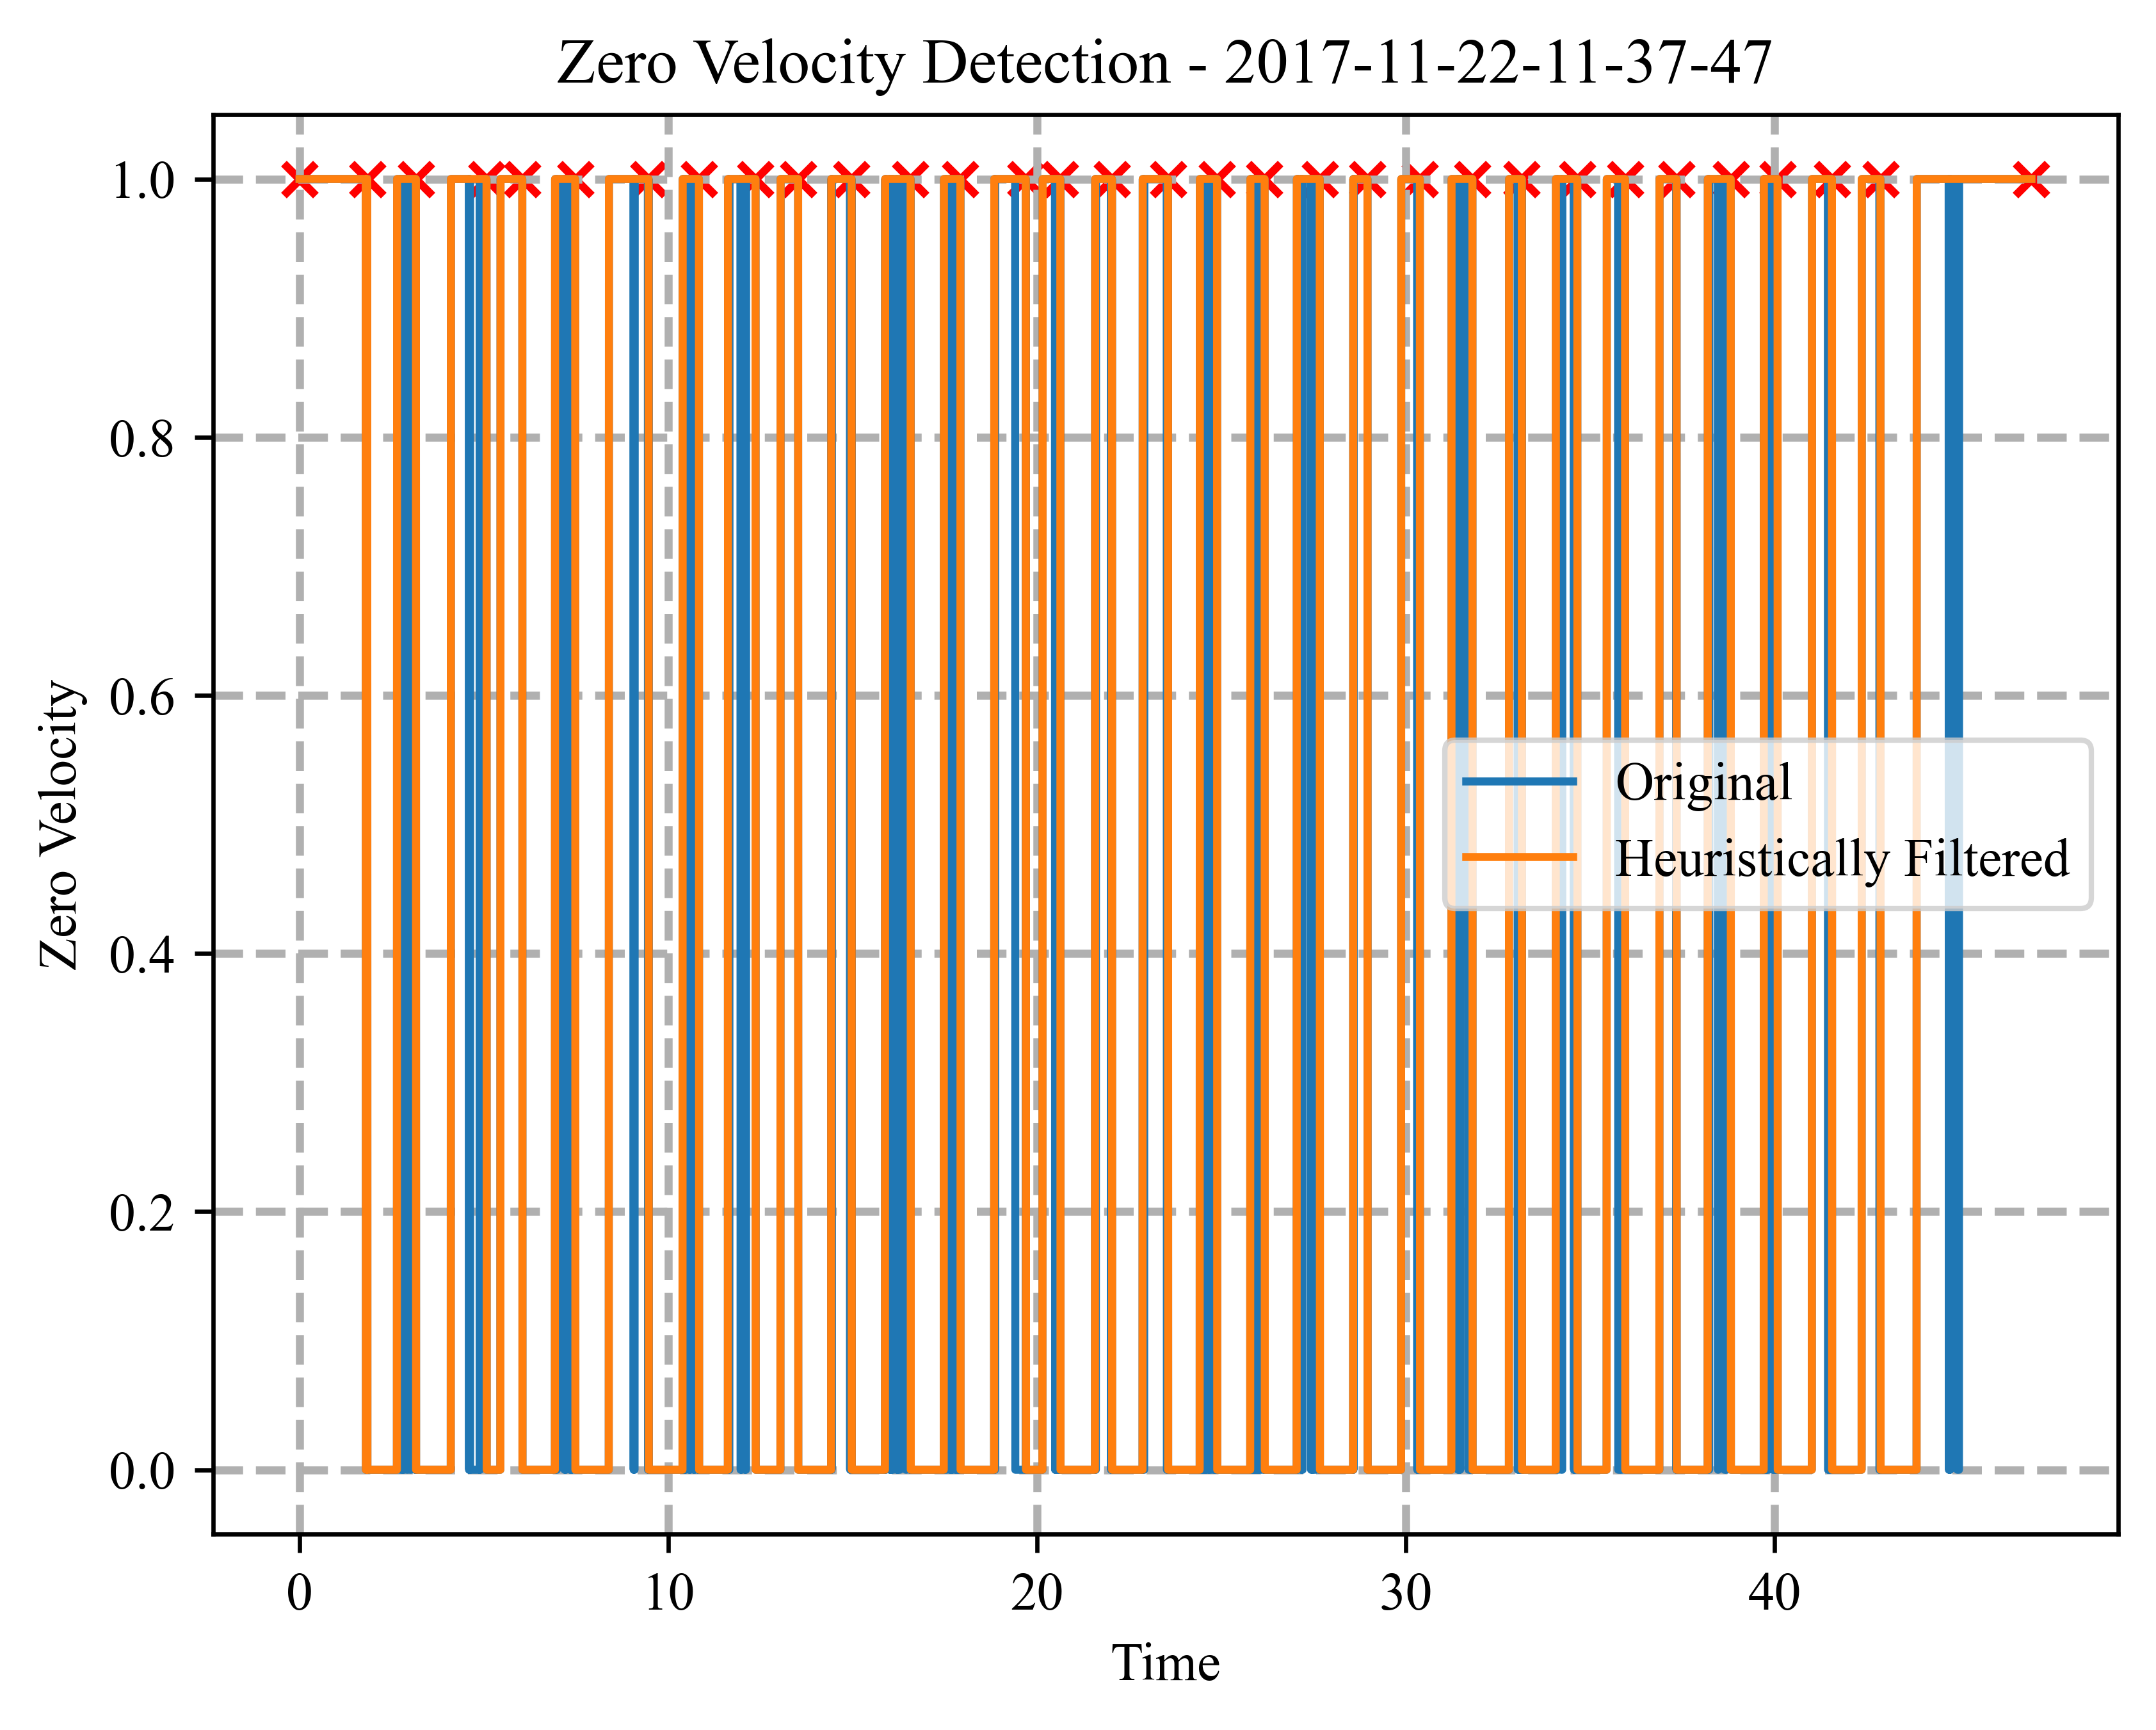 Zero Velocity Detection - 2017-11-22-11-37-47
1.0
0.8
0.6
0.4
0.2
0.0
Zero Velocity
Original
Heuristically Filtered
0 10 20 30 40
Time